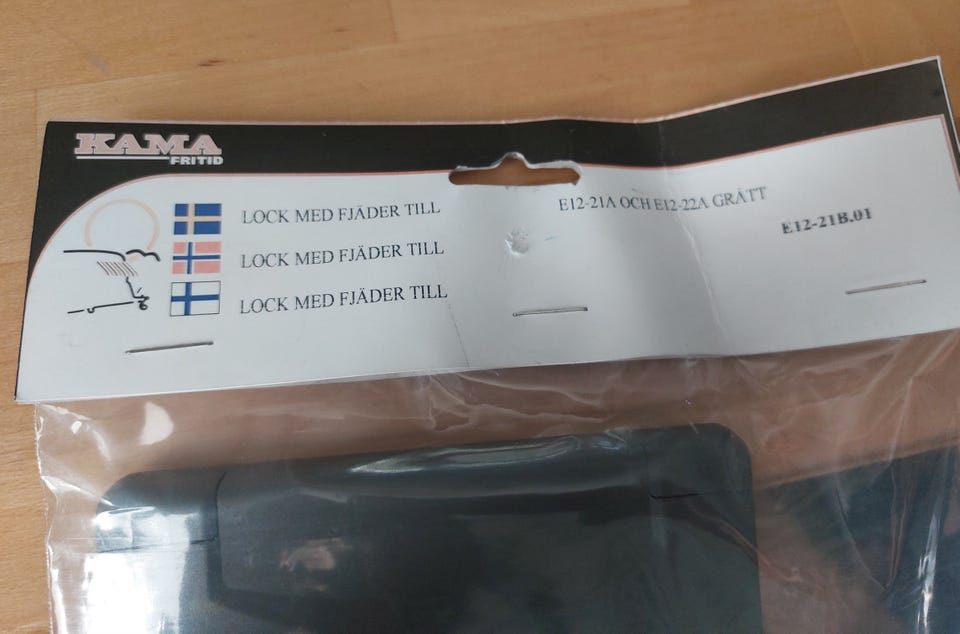 KAMA
FRITID
LOCK MED FJÄDER TILL E12-21A OCH E12-22A GRÅTT E12-21B.01
LOCK MED FJÄDER TILL
LOCK MED FJÄDER TILL